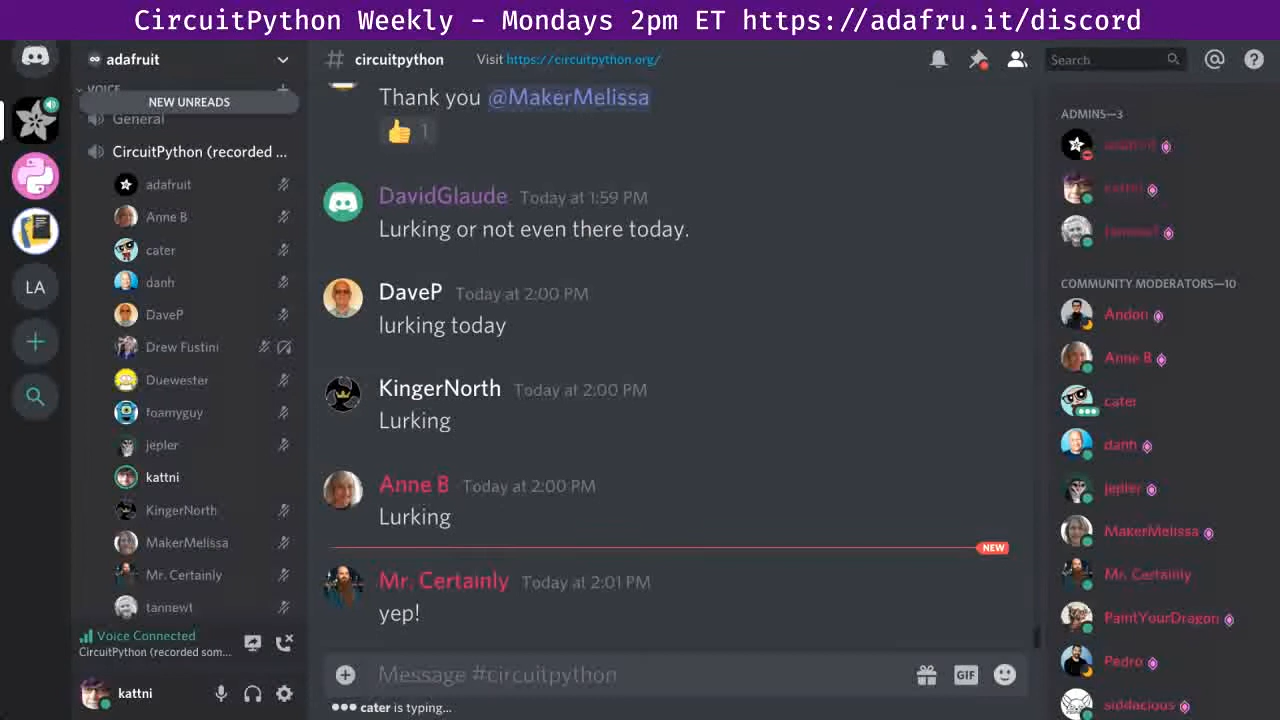 CircuitPython Weekly - Mondays 2pm ET https://adafru.it/discord
adafruit
VOICE
NEW UNREADS
General
CircuitPython (recorded ...
adafruit
Anne B
cater
danh
DaveP
Drew Fustini
Duewester
foamyguy
jepler
kattni
KingerNorth
MakerMelissa
Mr. Certainly
tannewt
Voice Connected
CircuitPython (recorded som...
kattni
LA
# circuitpython Visit https://circuitpython.org/
Search
Thank you @MakerMelissa
👍 1
DavidGlaude Today at 1:59 PM
Lurking or not even there today.
DaveP Today at 2:00 PM
lurking today
KingerNorth Today at 2:00 PM
Lurking
Anne B Today at 2:00 PM
Lurking
NEW
Mr. Certainly Today at 2:01 PM
yep!
Message #circuitpython
GIF
cater is typing...
ADMINS—3
adafruit
kattni
tannewt
COMMUNITY MODERATORS—10
Andon
Anne B
cater
danh
jepler
MakerMelissa
Mr. Certainly
PaintYourDragon
Pedro
siddacious